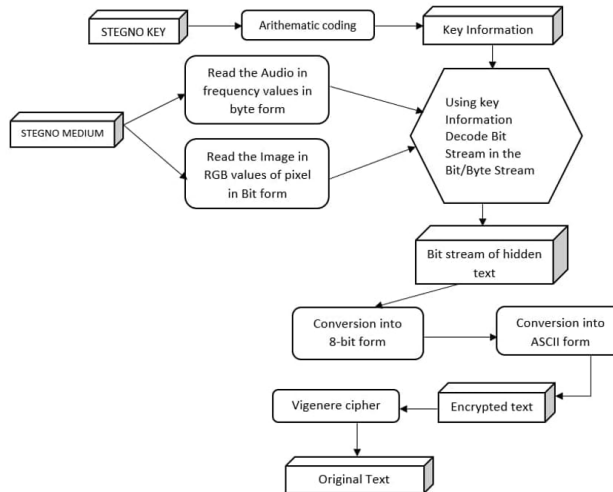 STEGNO KEY
Arithematic coding
Key Information
Read the Audio in
frequency values in
byte form
Using key
Information
Decode Bit
Stream in the
Bit/Byte Stream
STEGNO MEDIUM
Read the Image in
RGB values of pixel
in Bit form
Bit stream of hidden
text
Conversion into
8-bit form
Conversion into
ASCII form
Vigenere cipher
Encrypted text
Original Text